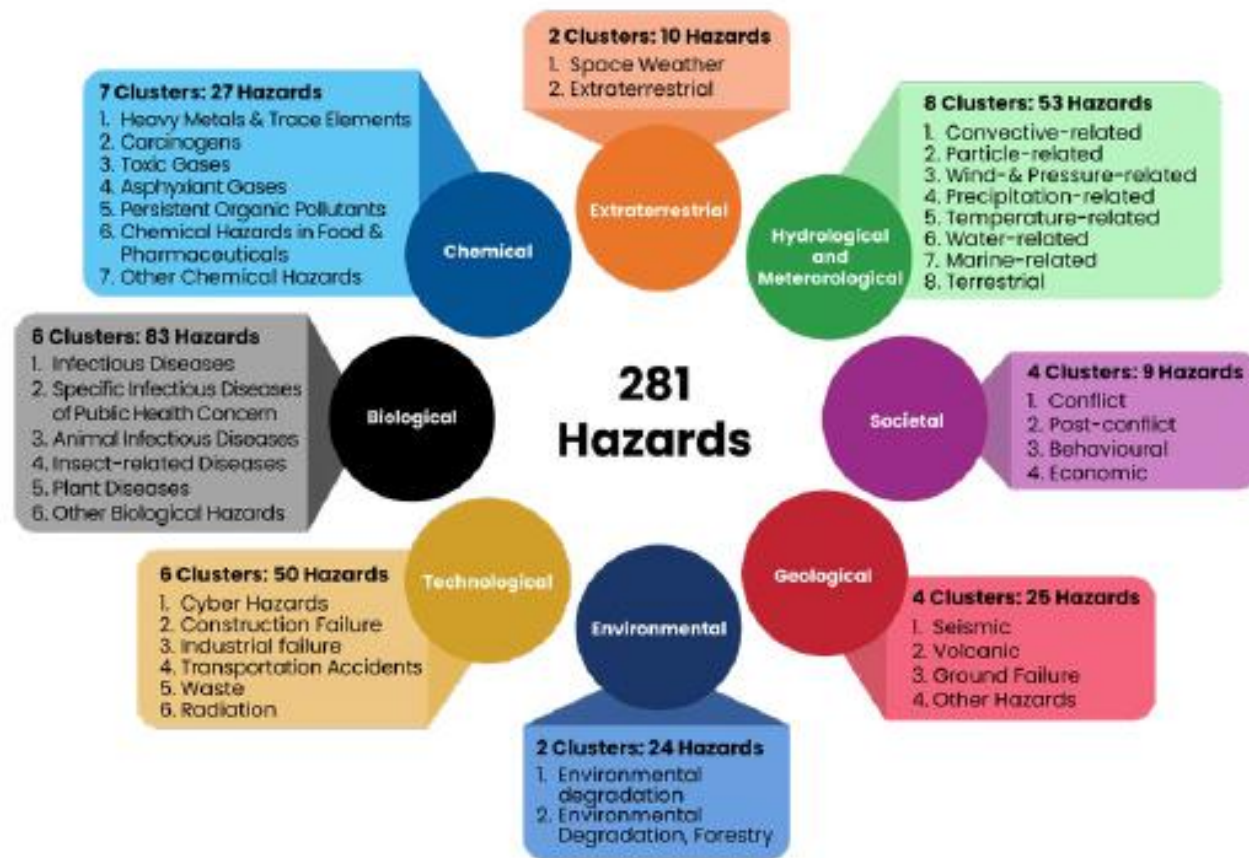 2 Clusters: 10 Hazards
1. Space Weather
2. Extraterrestrial
Extraterrestrial
7 Clusters: 27 Hazards
1. Heavy Metals & Trace Elements
2. Carcinogens
3. Toxic Gases
4. Asphyxiant Gases
5. Persistent Organic Pollutants
6. Chemical Hazards in Food &
Pharmaceuticals
7. Other Chemical Hazards
Chemical
8 Clusters: 53 Hazards
1. Convective-related
2. Particle-related
3. Wind-& Pressure-related
4. Precipitation-related
5. Temperature-related
6. Water-related
7. Marine-related
8. Terrestrial
Hydrological
and
Meterorological
6 Clusters: 83 Hazards
1. Infectious Diseases
2. Specific Infectious Diseases
of Public Health Concern
3. Animal Infectious Diseases
4. Insect-related Diseases
5. Plant Diseases
6. Other Biological Hazards
Biological
281
Hazards
Societal
4 Clusters: 9 Hazards
1. Conflict
2. Post-conflict
3. Behavioural
4. Economic
6 Clusters: 50 Hazards
1. Cyber Hazards
2. Construction Failure
3. Industrial failure
4. Transportation Accidents
5. Waste
6. Radiation
Technological
Environmental
2 Clusters: 24 Hazards
1. Environmental
degradation
2. Environmental
Degradation, Forestry
Geological
4 Clusters: 25 Hazards
1. Seismic
2. Volcanic
3. Ground Failure
4. Other Hazards